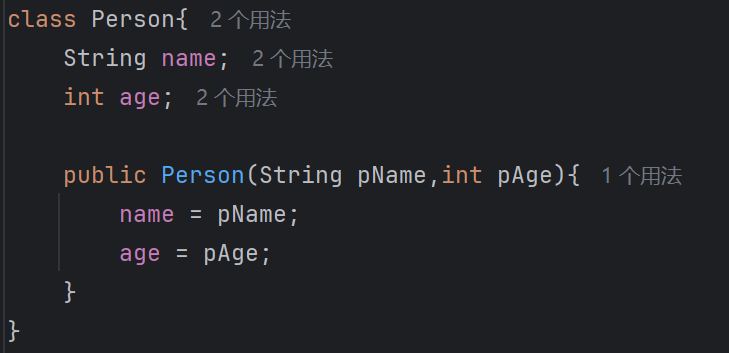 class Person{ 2 个用法
String name; 2 个用法
int age; 2 个用法
public Person(String pName,int pAge){ 1 个用法
name = pName;
age = pAge;
}
}